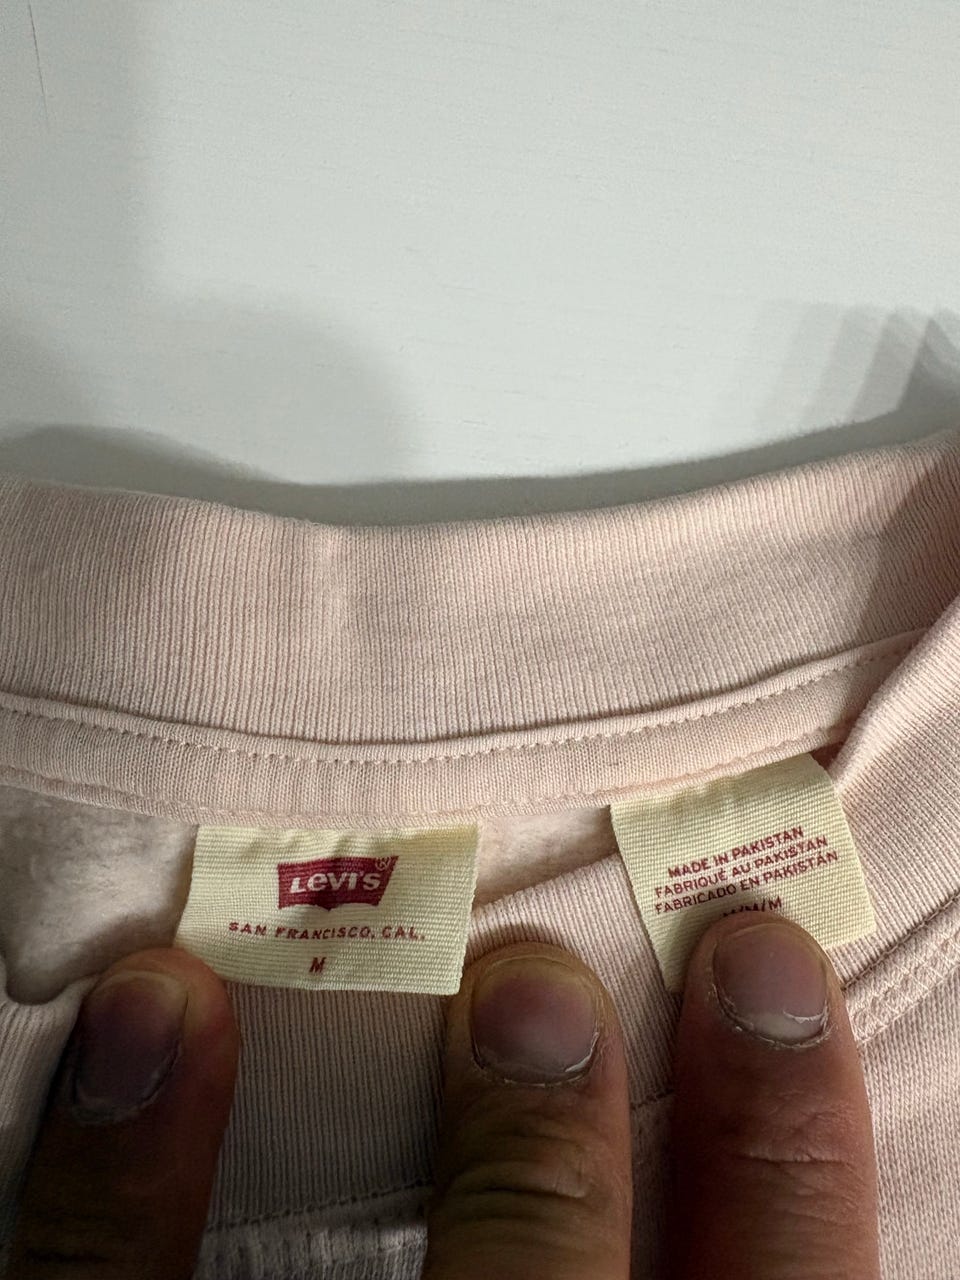 Levi's®
SAN FRANCISCO, CAL.
M
MADE IN PAKISTAN
FABRIQUÉ AU PAKISTAN
FABRICADO EN PAKISTÁN
M/M/M